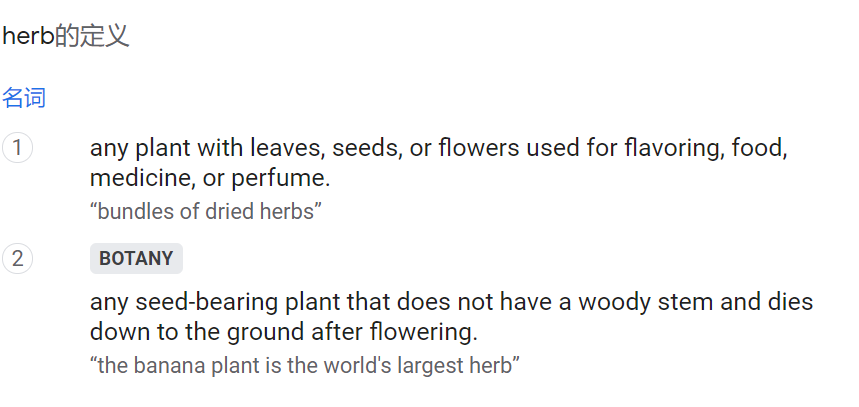 herb的定义
名词
1 any plant with leaves, seeds, or flowers used for flavoring, food,
medicine, or perfume.
“bundles of dried herbs”
2 BOTANY
any seed-bearing plant that does not have a woody stem and dies
down to the ground after flowering.
“the banana plant is the world's largest herb”